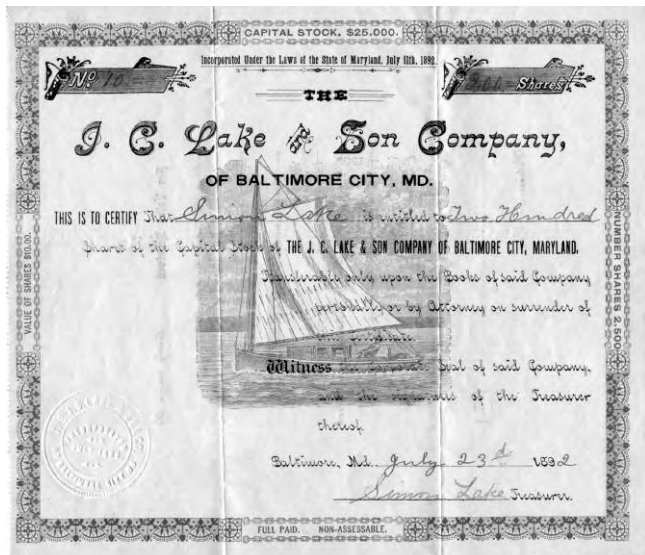 CAPITAL STOCK, $25.000.
Incorporated Under the Laws of the State of Maryland, July 11th, 1892
No 10
200 Shares
THE
J. C. Lake and Son Company,
OF BALTIMORE CITY, MD.
THIS IS TO CERTIFY That Simon Lake is entitled to Two Hundred
Shares of the Capital Stock of THE J. C. LAKE & SON COMPANY OF BALTIMORE CITY, MARYLAND.
Transferable only upon the Books of said Company
personally or by Attorney on surrender of
this Certificate.
Witness the Corporate Seal of said Company,
and the signature of the Treasurer
thereof.
Baltimore, Md. July 23d 1892
Simon Lake Treasurer.
VALUE OF SHARES $10.00.
NUMBER SHARES 2,500.
FULL PAID. NON-ASSESSABLE.